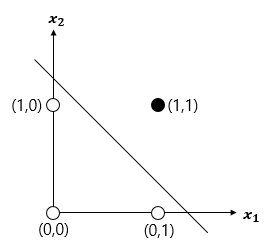 x₂
(1,0)
(1,1)
x₁
(0,0)
(0,1)